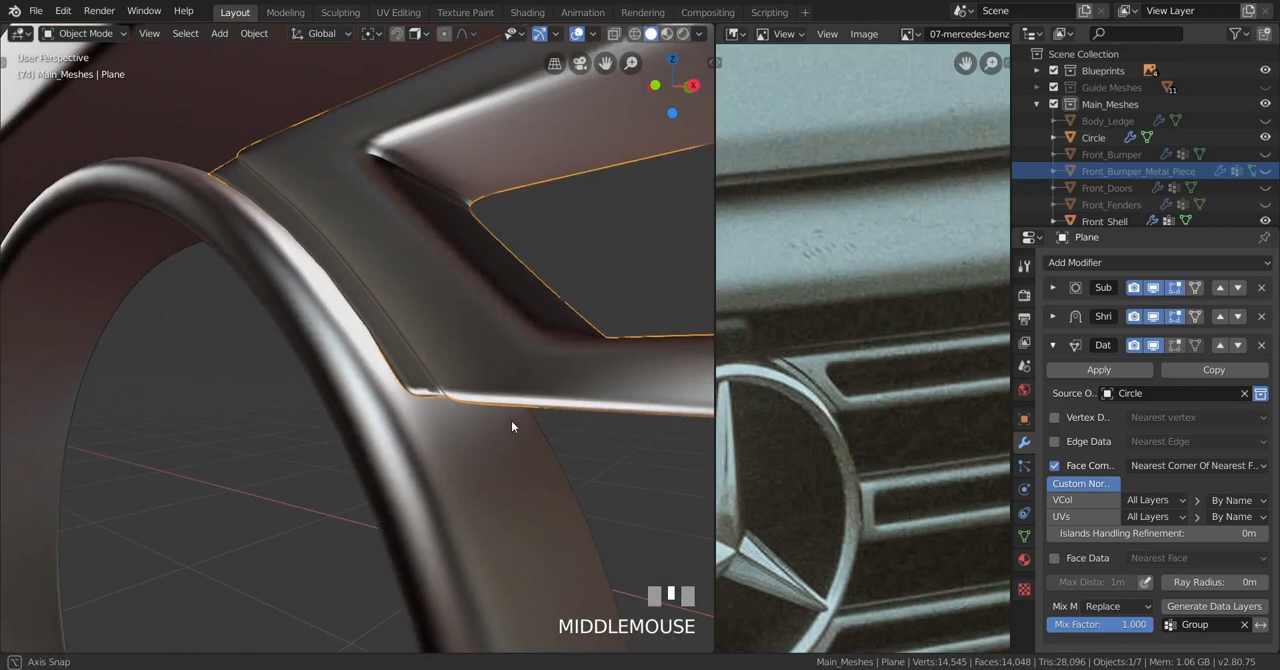 File Edit Render Window Help Layout Modeling Sculpting UV Editing Texture Paint Shading Animation Rendering Compositing Scripting + Scene View Layer
Object Mode View Select Add Object Global View View Image 07-mercedes-benz
User Perspective
(74) Main_Meshes | Plane
Z
X
Scene Collection
Blueprints 4
Guide Meshes 11
Main_Meshes
Body_Ledge
Circle
Front_Bumper
Front_Bumper_Metal_Piece
Front_Doors
Front_Fenders
Front_Shell
Plane
Add Modifier
Sub
Shri
Dat
Apply Copy
Source O.. Circle
Vertex D.. Nearest vertex
Edge Data Nearest Edge
Face Corn.. Nearest Corner Of Nearest F..
Custom Nor..
VCol All Layers By Name
UVs All Layers By Name
Islands Handling Refinement: 0m
Face Data Nearest Face
Max Dista: 1m Ray Radius: 0m
Mix M Replace Generate Data Layers
Mix Factor: 1.000 Group
MIDDLEMOUSE
Axis Snap Main_Meshes | Plane | Verts:14,545 | Faces:14,048 | Tris:28,096 | Objects:1/7 | Mem: 1.06 GB | v2.80.75